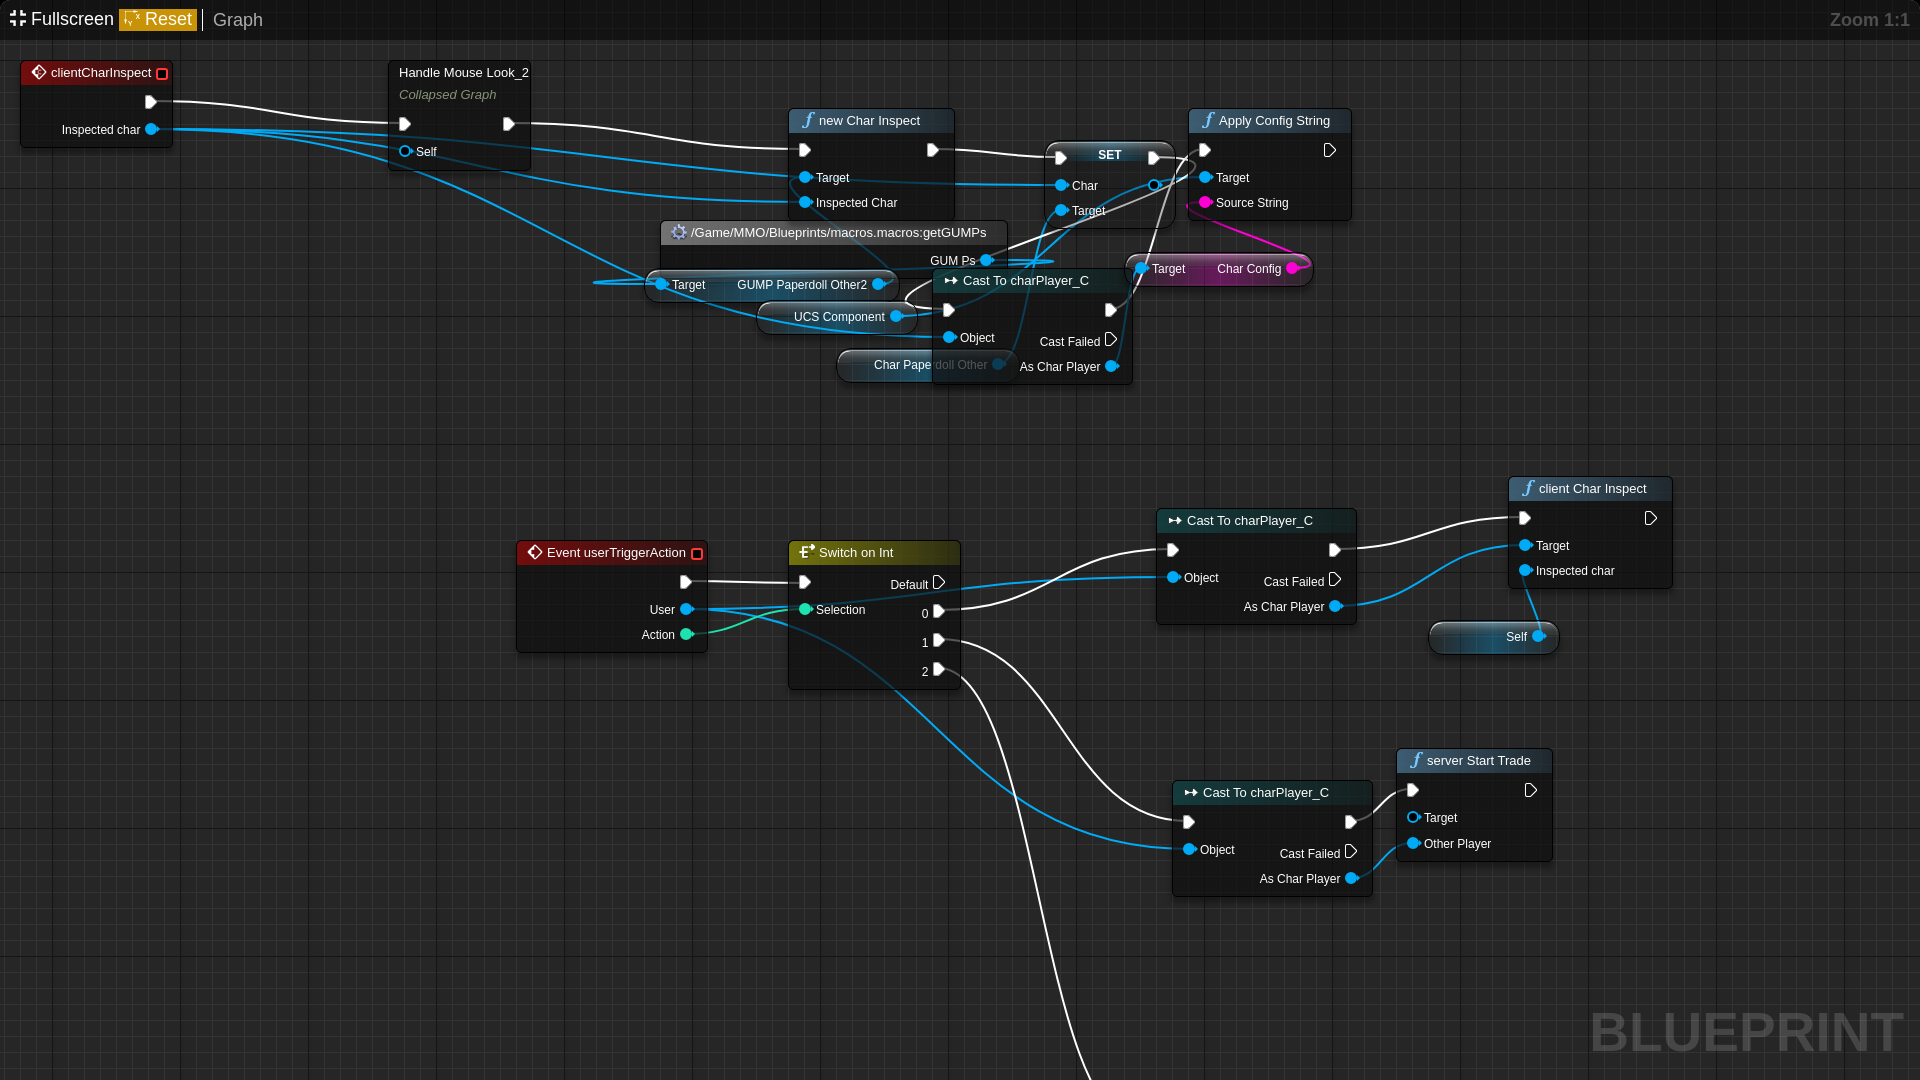 Fullscreen Reset Graph
Zoom 1:1
clientCharInspect
Inspected char
Handle Mouse Look_2
Collapsed Graph
Self
new Char Inspect
Target
Inspected Char
SET
Char
Target
Apply Config String
Target
Source String
/Game/MMO/Blueprints/macros.macros:getGUMPs
GUM Ps
Target GUMP Paperdoll Other2
UCS Component
Char Paperdoll Other
Cast To charPlayer_C
Object
Cast Failed
As Char Player
Target Char Config
Event userTriggerAction
User
Action
Switch on Int
Default
Selection
0
1
2
Cast To charPlayer_C
Object
Cast Failed
As Char Player
client Char Inspect
Target
Inspected char
Self
Cast To charPlayer_C
Object
Cast Failed
As Char Player
server Start Trade
Target
Other Player
BLUEPRINT